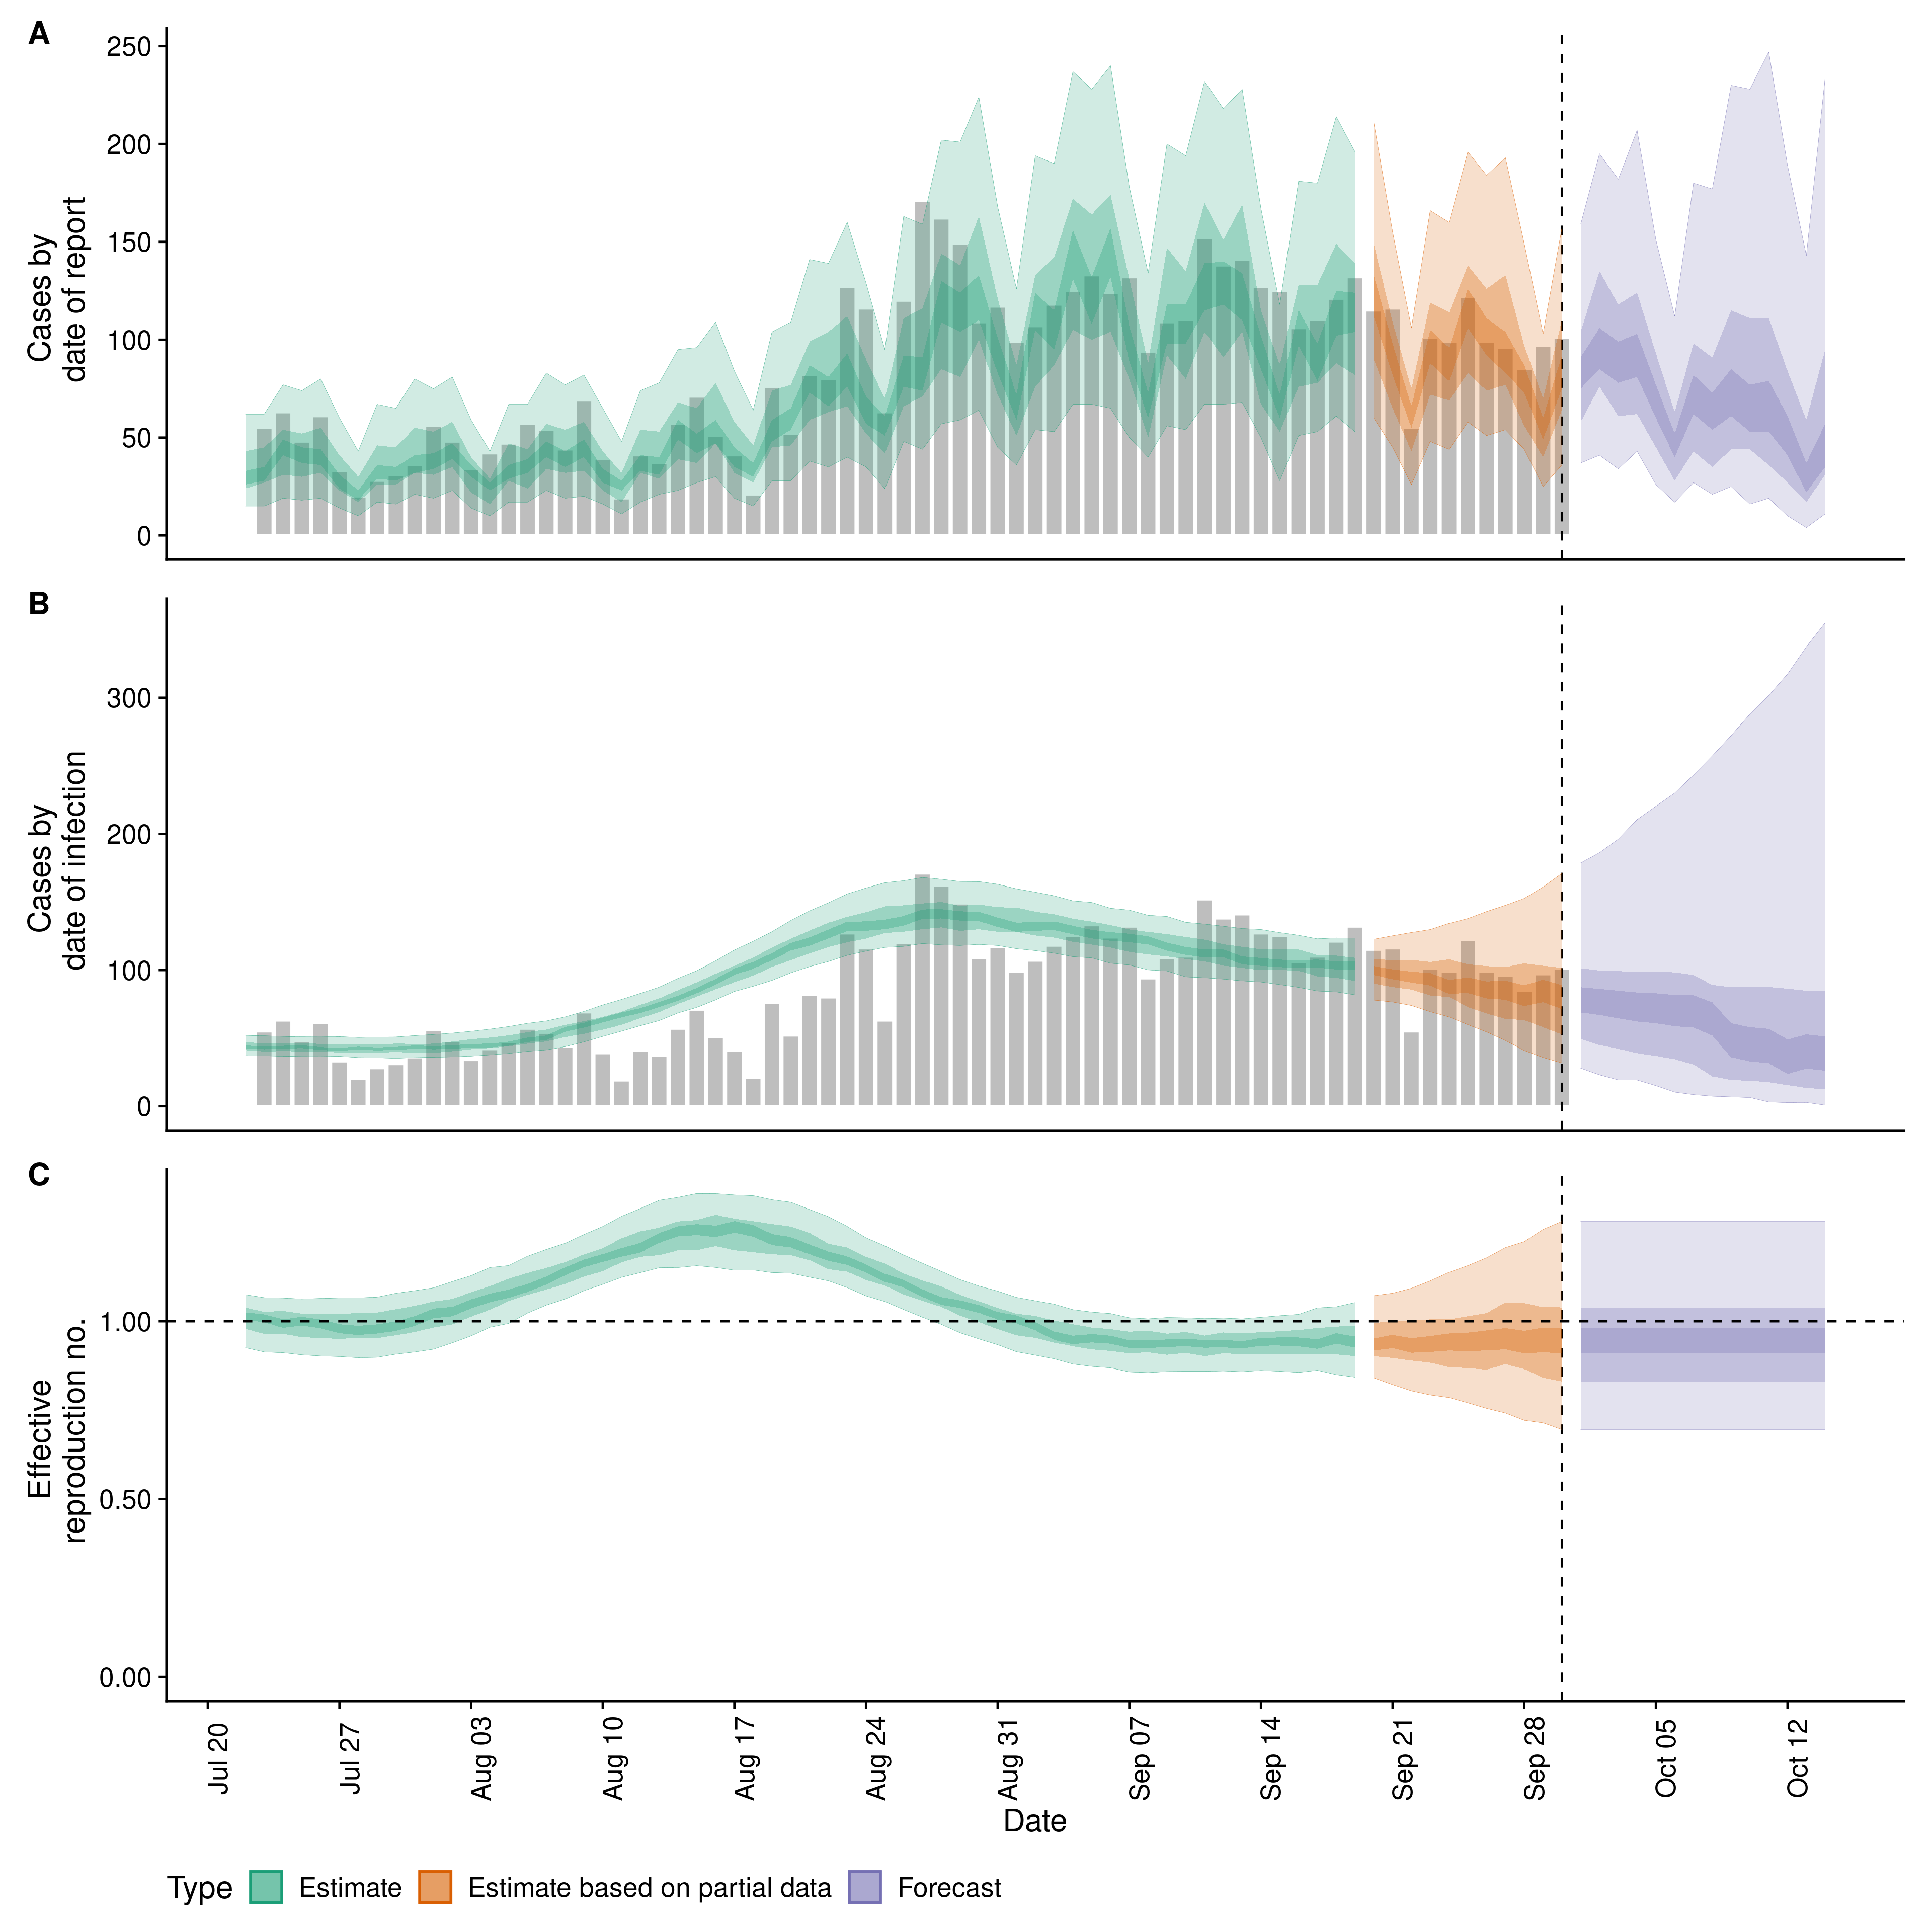 A
Cases by
date of report
250
200
150
100
50
0
B
Cases by
date of infection
300
200
100
0
C
Effective
reproduction no.
1.00
0.50
0.00
Jul 20
Jul 27
Aug 03
Aug 10
Aug 17
Aug 24
Aug 31
Sep 07
Sep 14
Sep 21
Sep 28
Oct 05
Oct 12
Date
Type Estimate Estimate based on partial data Forecast